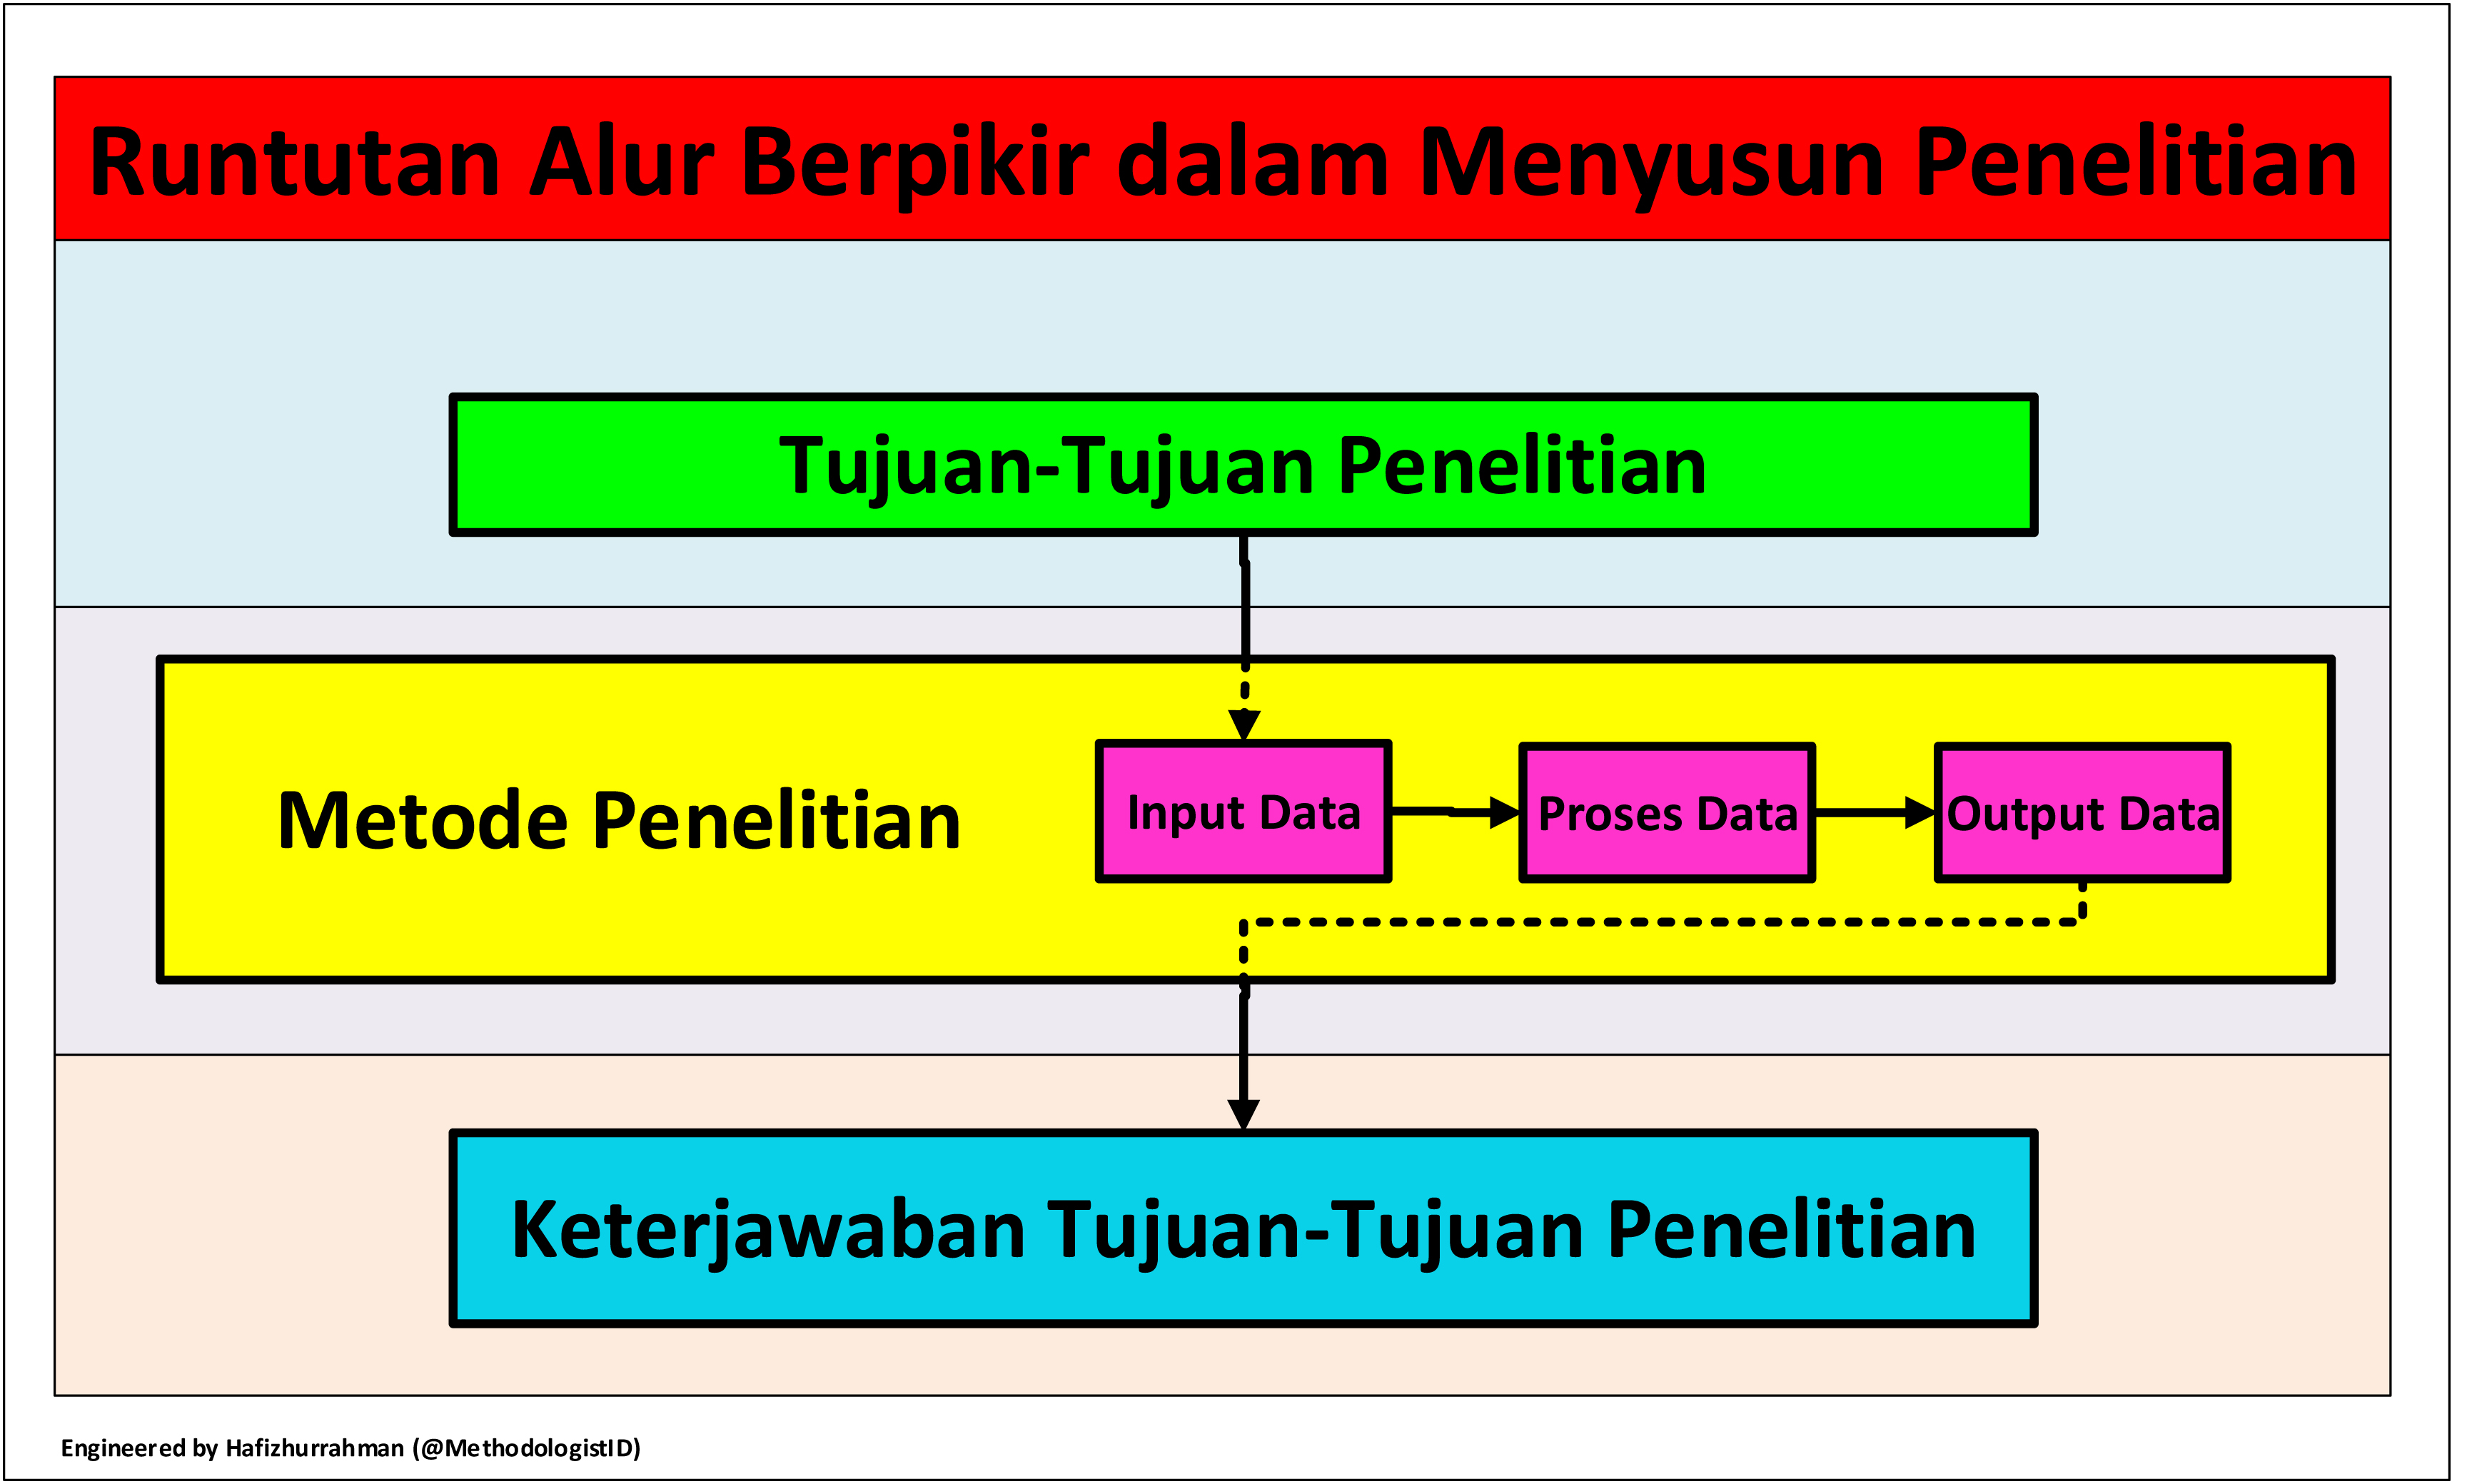 Runtutan Alur Berpikir dalam Menyusun Penelitian
Tujuan-Tujuan Penelitian
Metode Penelitian
Input Data
Proses Data
Output Data
Keterjawaban Tujuan-Tujuan Penelitian
Engineered by Hafizhurrahman (@MethodologistID)